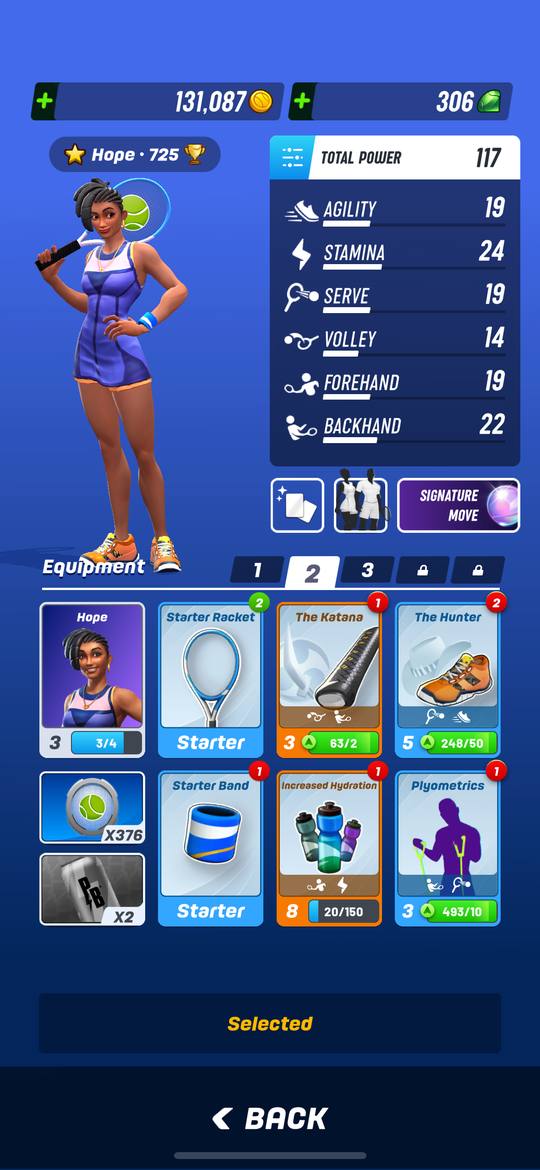 131,087
306
Hope · 725
TOTAL POWER 117
AGILITY 19
STAMINA 24
SERVE 19
VOLLEY 14
FOREHAND 19
BACKHAND 22
SIGNATURE
MOVE
Equipment
1 2 3
Hope
3 3/4
2
Starter Racket
Starter
1
The Katana
3 63/2
2
The Hunter
5 248/50
X376
PB
X2
1
Starter Band
Starter
1
Increased Hydration
8 20/150
1
Plyometrics
3 493/10
Selected
BACK